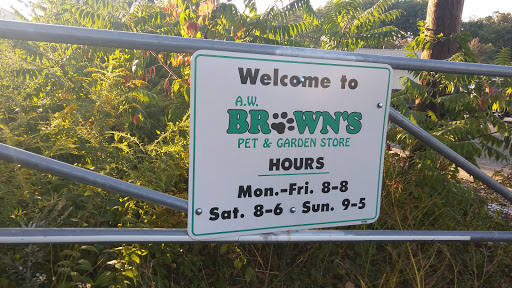 Welcome to
A.W.
BROWN'S
PET & GARDEN STORE
HOURS
Mon.-Fri. 8-8
Sat. 8-6 Sun. 9-5